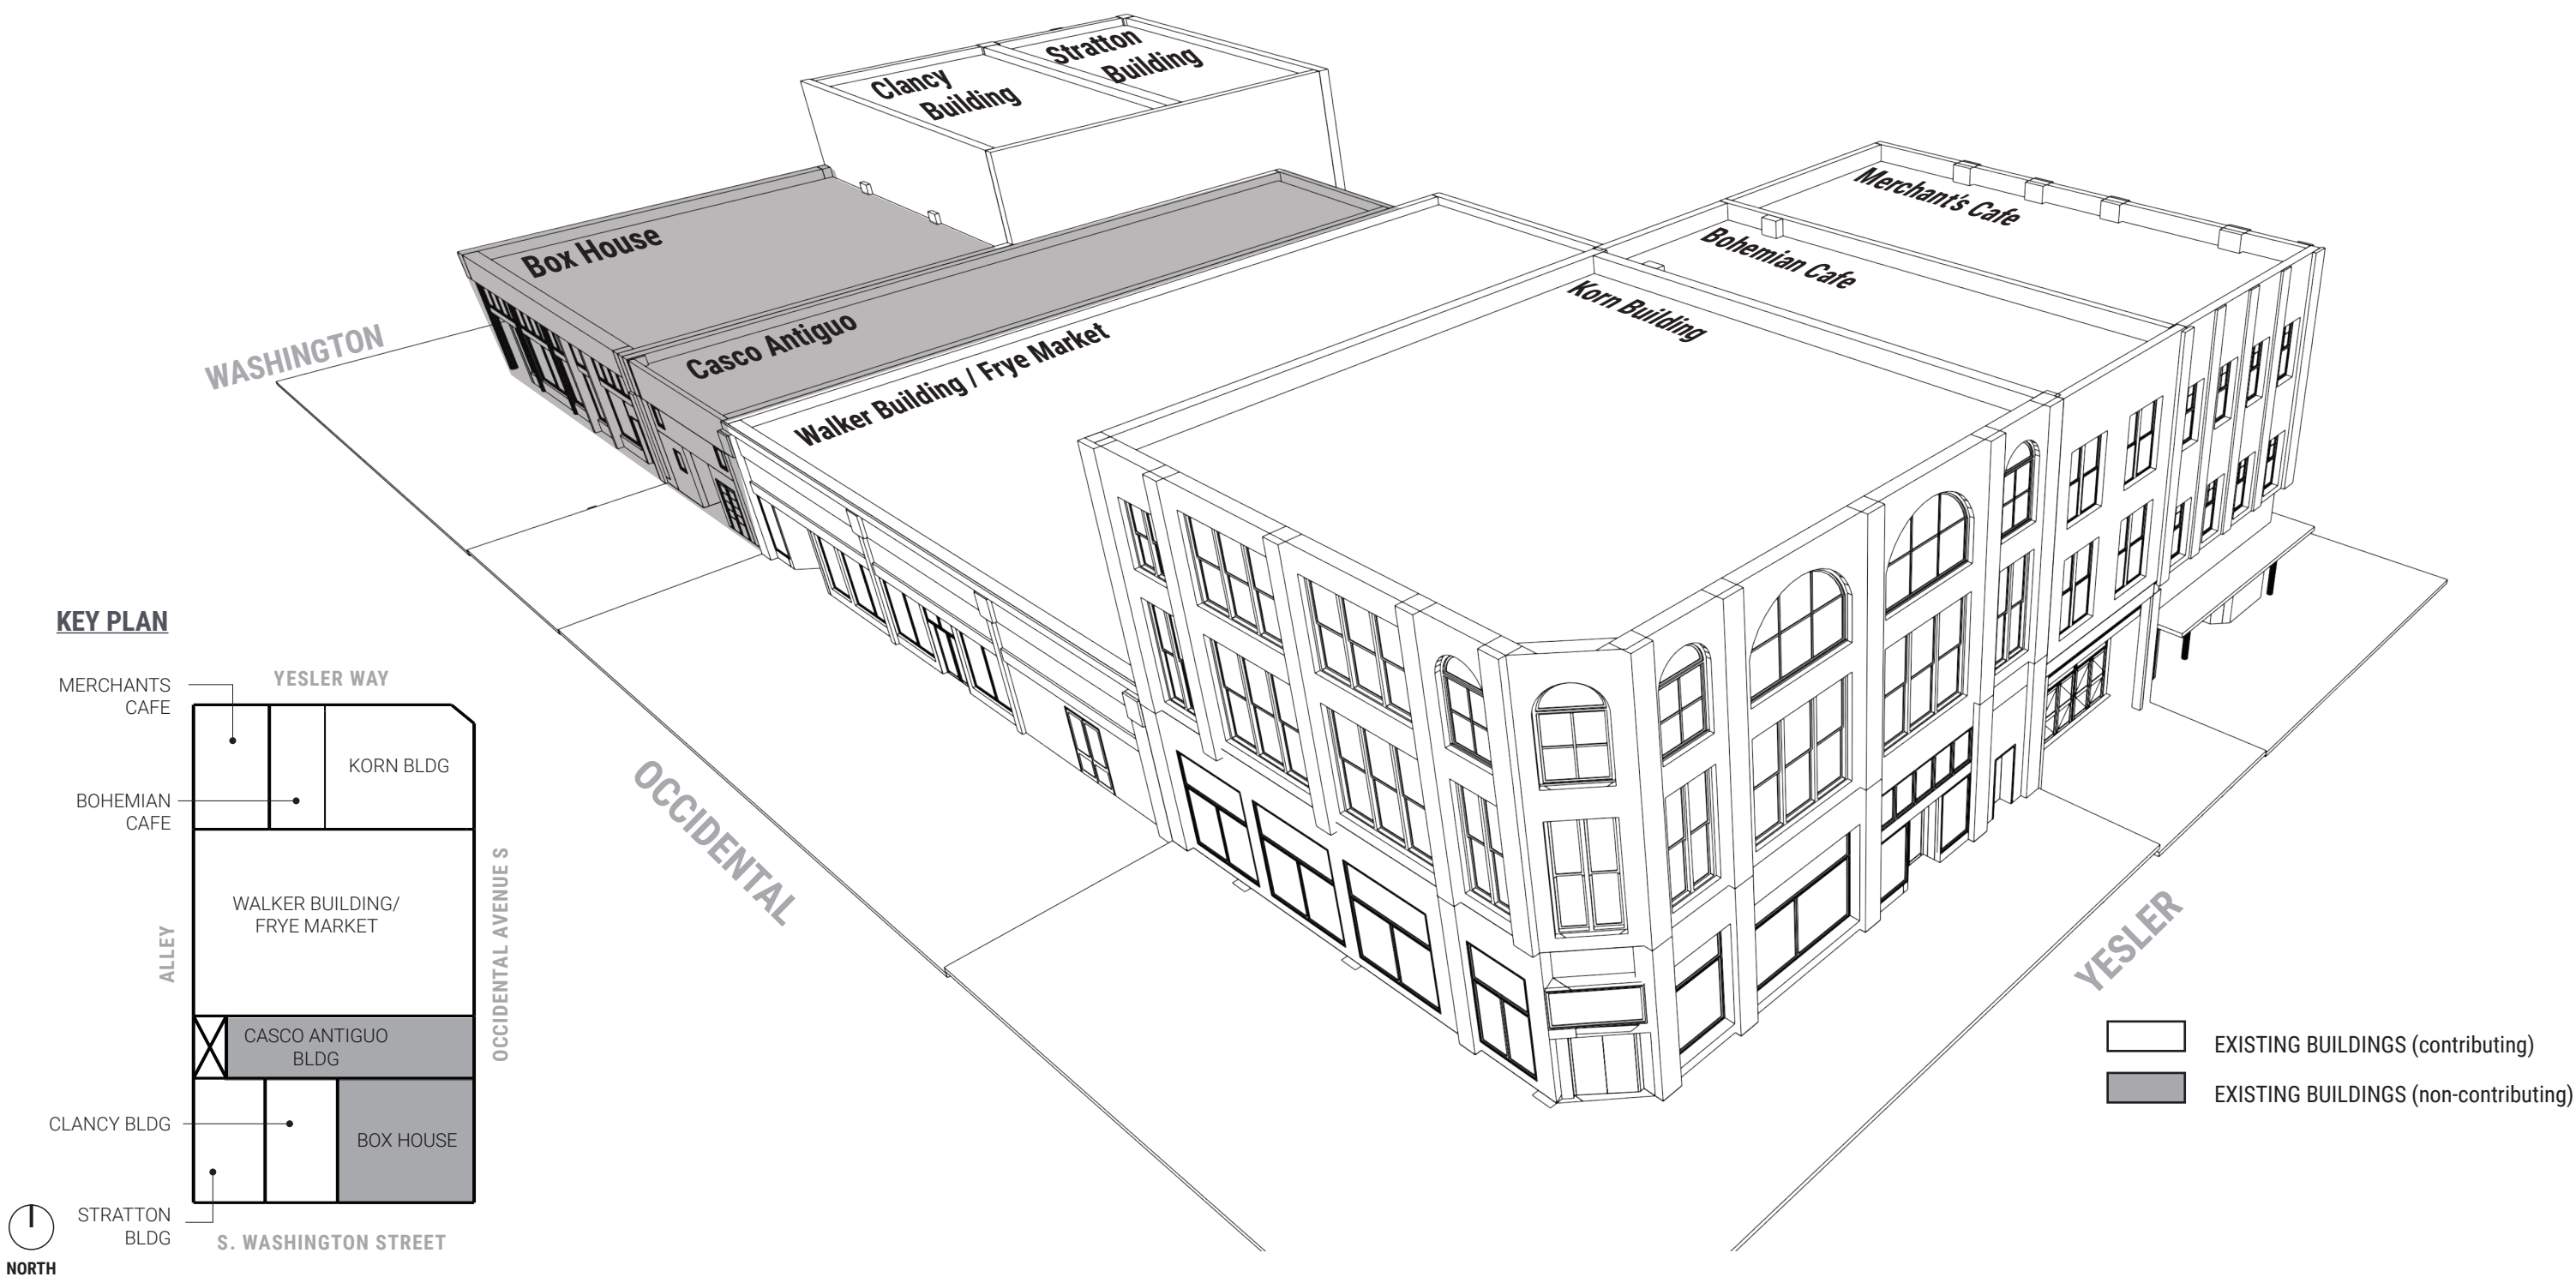 Stratton
Building
Clancy
Building
Merchant's Cafe
Bohemian Cafe
Box House
Korn Building
Casco Antiguo
Walker Building / Frye Market
WASHINGTON
OCCIDENTAL
YESLER
KEY PLAN
YESLER WAY
MERCHANTS
CAFE
KORN BLDG
BOHEMIAN
CAFE
WALKER BUILDING/
FRYE MARKET
ALLEY
OCCIDENTAL AVENUE S
CASCO ANTIGUO
BLDG
CLANCY BLDG
BOX HOUSE
STRATTON
BLDG
S. WASHINGTON STREET
NORTH
EXISTING BUILDINGS (contributing)
EXISTING BUILDINGS (non-contributing)